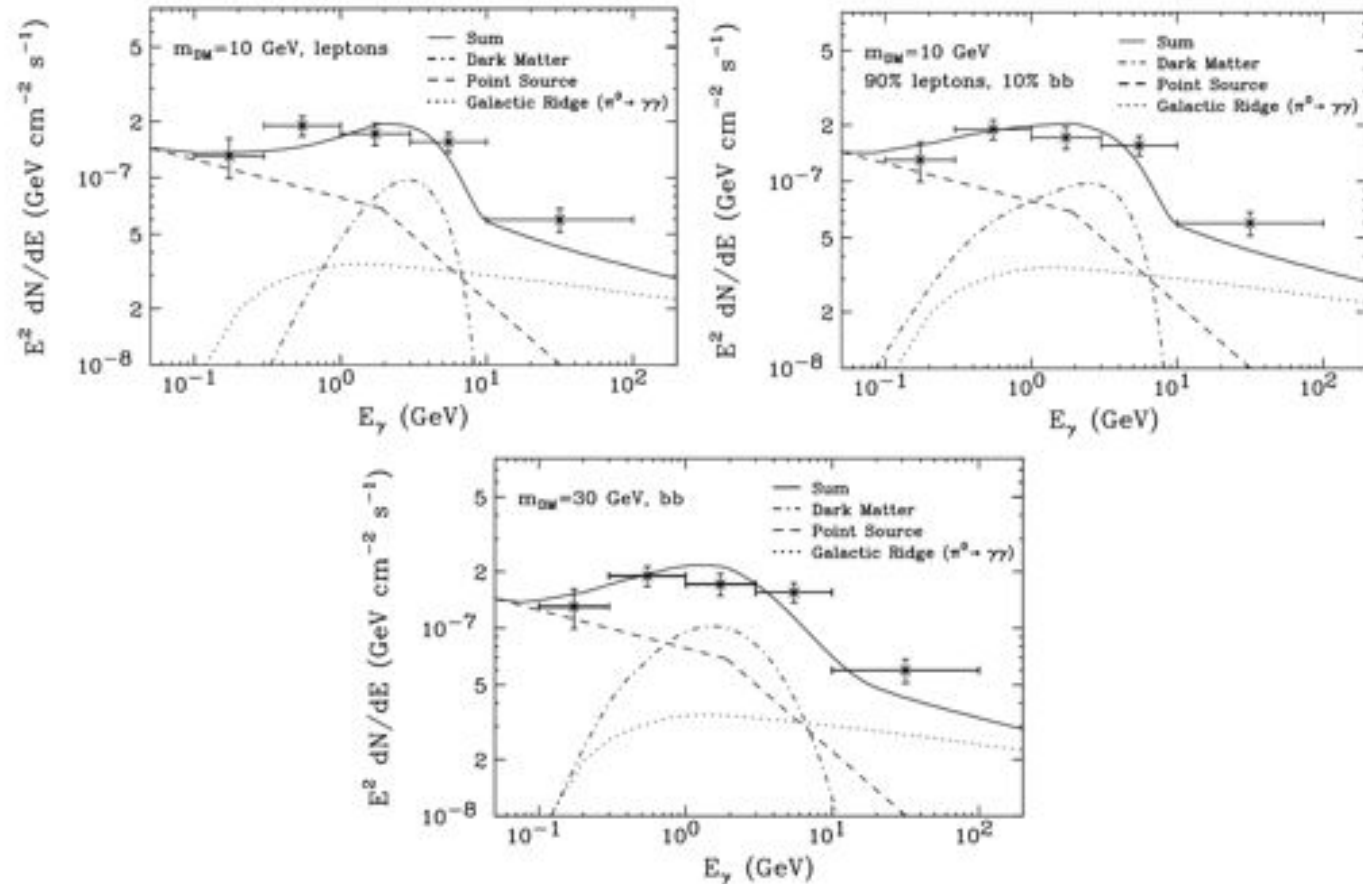 m_DM=10 GeV, leptons
Sum
Dark Matter
Point Source
Galactic Ridge (π⁰→ γγ)
E² dN/dE (GeV cm⁻² s⁻¹)
5
2
10⁻⁷
5
2
10⁻⁸
10⁻¹ 10⁰ 10¹ 10²
E_γ (GeV)
m_DM=10 GeV
90% leptons, 10% bb
Sum
Dark Matter
Point Source
Galactic Ridge (π⁰→ γγ)
E² dN/dE (GeV cm⁻² s⁻¹)
5
2
10⁻⁷
5
2
10⁻⁸
10⁻¹ 10⁰ 10¹ 10²
E_γ (GeV)
m_DM=30 GeV, bb
Sum
Dark Matter
Point Source
Galactic Ridge (π⁰→ γγ)
E² dN/dE (GeV cm⁻² s⁻¹)
5
2
10⁻⁷
5
2
10⁻⁸
10⁻¹ 10⁰ 10¹ 10²
E_γ (GeV)